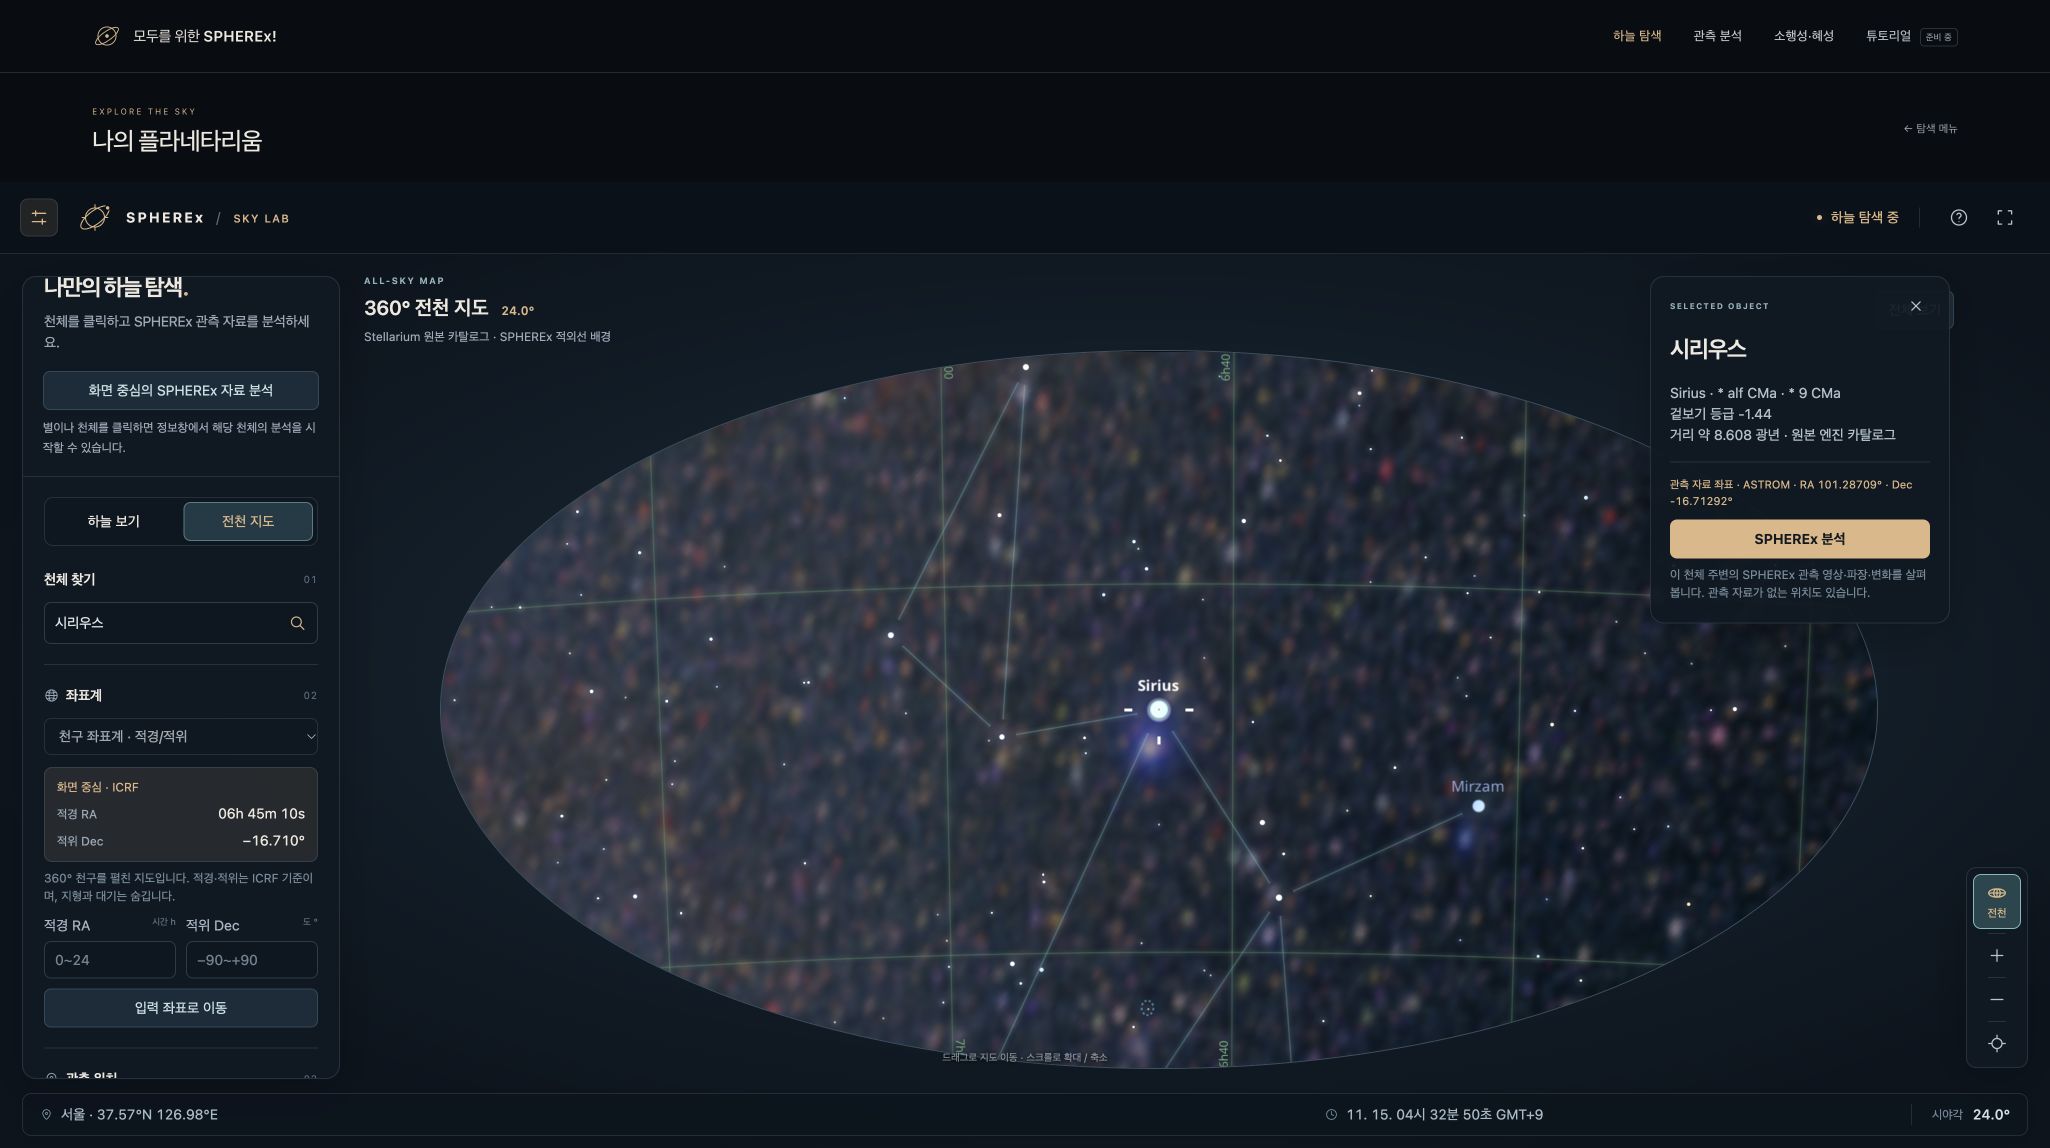 모두를 위한 SPHEREx!
하늘 탐색
관측 분석
소행성·혜성
튜토리얼
준비 중
EXPLORE THE SKY
나의 플라네타리움
← 탐색 메뉴
SPHEREx / SKY LAB
하늘 탐색 중
나만의 하늘 탐색.
천체를 클릭하고 SPHEREx 관측 자료를 분석하세
요.
화면 중심의 SPHEREx 자료 분석
별이나 천체를 클릭하면 정보창에서 해당 천체의 분석을 시
작할 수 있습니다.
하늘 보기
전천 지도
천체 찾기
01
시리우스
좌표계
02
천구 좌표계 · 적경/적위
화면 중심 · ICRF
적경 RA
06h 45m 10s
적위 Dec
−16.710°
360° 천구를 펼친 지도입니다. 적경·적위는 ICRF 기준이
며, 지형과 대기는 숨깁니다.
적경 RA
시간 h
적위 Dec
도 °
0~24
−90~+90
입력 좌표로 이동
관측 위치
03
ALL-SKY MAP
360° 전천 지도
24.0°
Stellarium 원본 카탈로그 · SPHEREx 적외선 배경
00
6h40
Sirius
Mirzam
7h
6h40
드래그로 지도 이동 · 스크롤로 확대 / 축소
전체 보기
SELECTED OBJECT
시리우스
Sirius · * alf CMa · * 9 CMa
겉보기 등급 -1.44
거리 약 8.608 광년 · 원본 엔진 카탈로그
관측 자료 좌표 · ASTROM · RA 101.28709° · Dec
-16.71292°
SPHEREx 분석
이 천체 주변의 SPHEREx 관측 영상·파장·변화를 살펴
봅니다. 관측 자료가 없는 위치도 있습니다.
전천
서울 · 37.57°N 126.98°E
11. 15. 04시 32분 50초 GMT+9
시야각
24.0°